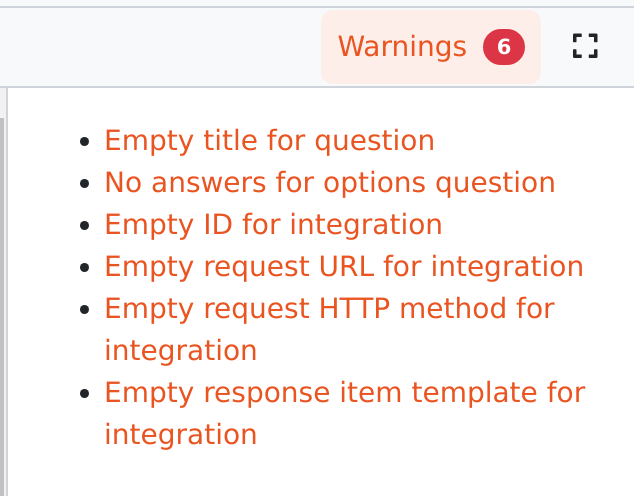 Warnings 6
Empty title for question
No answers for options question
Empty ID for integration
Empty request URL for integration
Empty request HTTP method for
integration
Empty response item template for
integration